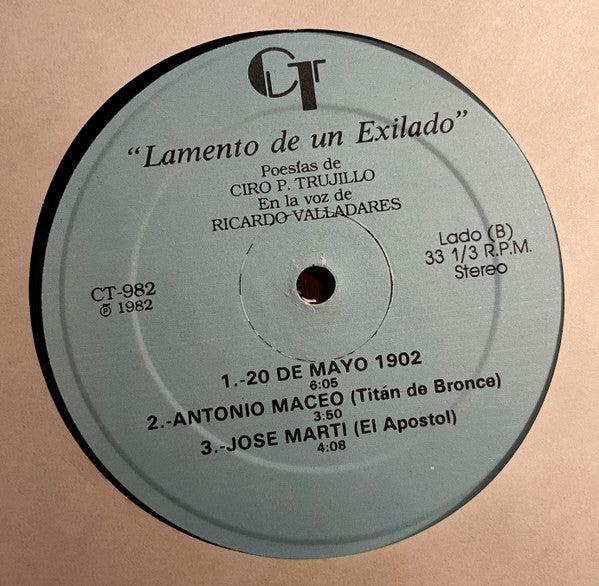 CT
"Lamento de un Exilado"
Poesías de
CIRO P. TRUJILLO
En la voz de
RICARDO VALLADARES
Lado (B)
33 1/3 R.P.M.
Stereo
CT-982
℗ 1982
1.-20 DE MAYO 1902
6:05
2.-ANTONIO MACEO (Titán de Bronce)
3:50
3.-JOSE MARTI (El Apostol)
4:08